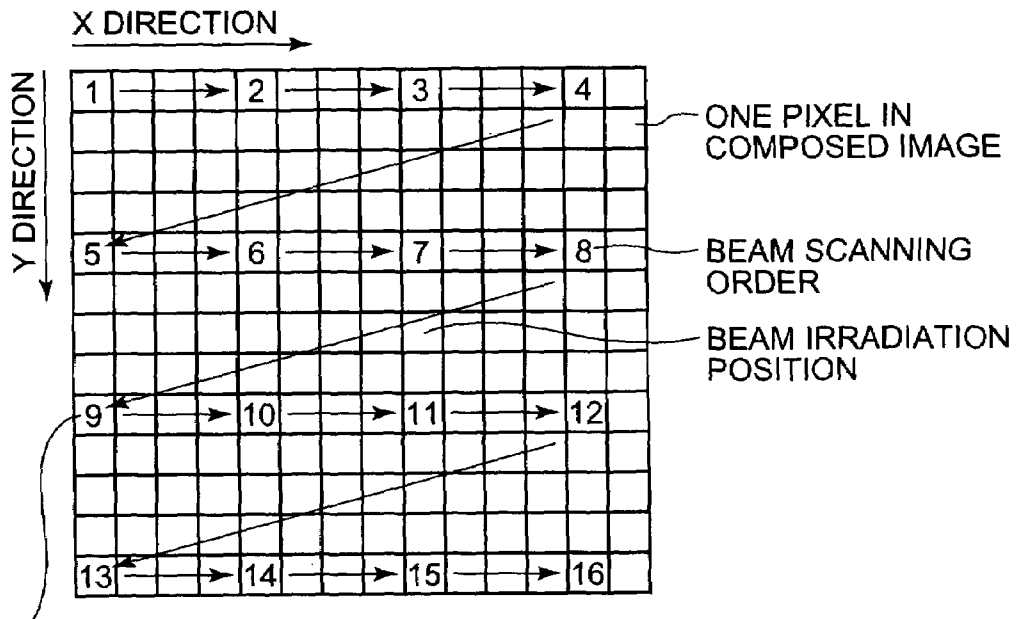 X DIRECTION
Y DIRECTION
1 2 3 4
ONE PIXEL IN
COMPOSED IMAGE
5 6 7 8
BEAM SCANNING
ORDER
BEAM IRRADIATION
POSITION
9 10 11 12
13 14 15 16